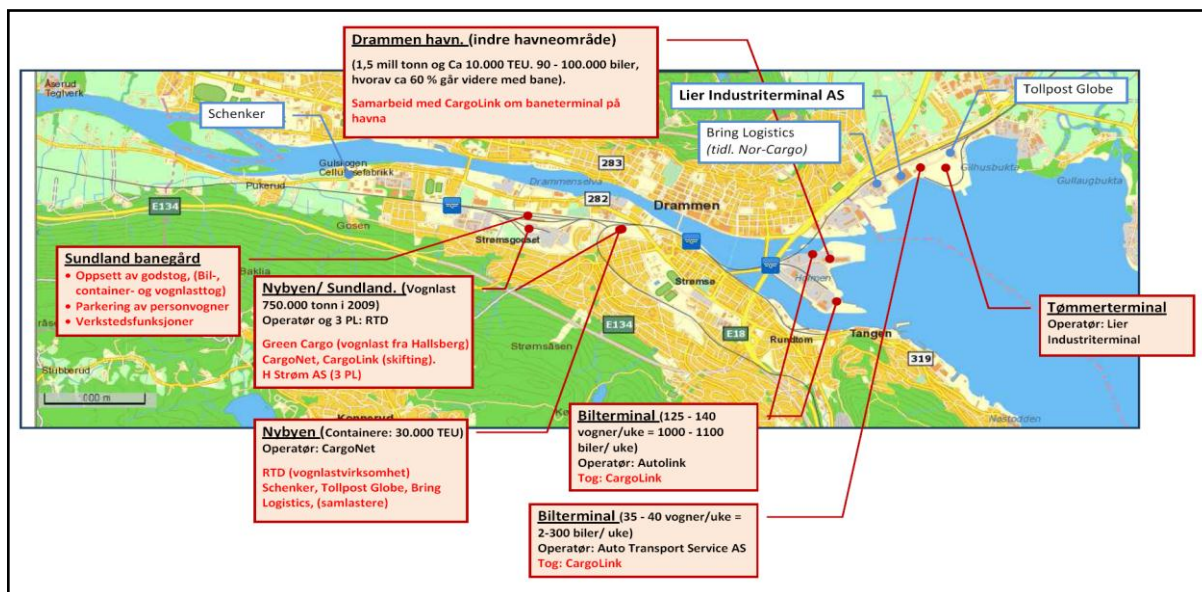 Drammen havn. (indre havneområde)
(1,5 mill tonn og Ca 10.000 TEU. 90 - 100.000 biler,
hvorav ca 60 % går videre med bane).
Samarbeid med CargoLink om baneterminal på
havna
Schenker
Lier Industriterminal AS
Bring Logistics
(tidl. Nor-Cargo)
Tollpost Globe
Åserud
Teglverk
Gulskogen
Cellulosefabrikk
Pukerud
E134
Gosen
Drammenselva
283
282
Drammen
Gilhusbukta
Gullaugbukta
Strømsgodset
Baklia
Strømsø
Holmen
E134
Strømsåsen
E18
Rundtom
Tangen
319
Stubberud
000 m
Konnerud
Nøstodden
Sundland banegård
• Oppsett av godstog, (Bil-,
container- og vognlasttog)
• Parkering av personvogner
• Verkstedsfunksjoner
Nybyen/ Sundland. (Vognlast
750.000 tonn i 2009)
Operatør og 3 PL: RTD
Green Cargo (vognlast fra Hallsberg)
CargoNet, CargoLink (skifting).
H Strøm AS (3 PL)
Nybyen (Containere: 30.000 TEU)
Operatør: CargoNet
RTD (vognlastvirksomhet)
Schenker, Tollpost Globe, Bring
Logistics, (samlastere)
Bilterminal (125 - 140
vogner/uke = 1000 - 1100
biler/ uke)
Operatør: Autolink
Tog: CargoLink
Bilterminal (35 - 40 vogner/uke =
2-300 biler/ uke)
Operatør: Auto Transport Service AS
Tog: CargoLink
Tømmerterminal
Operatør: Lier
Industriterminal